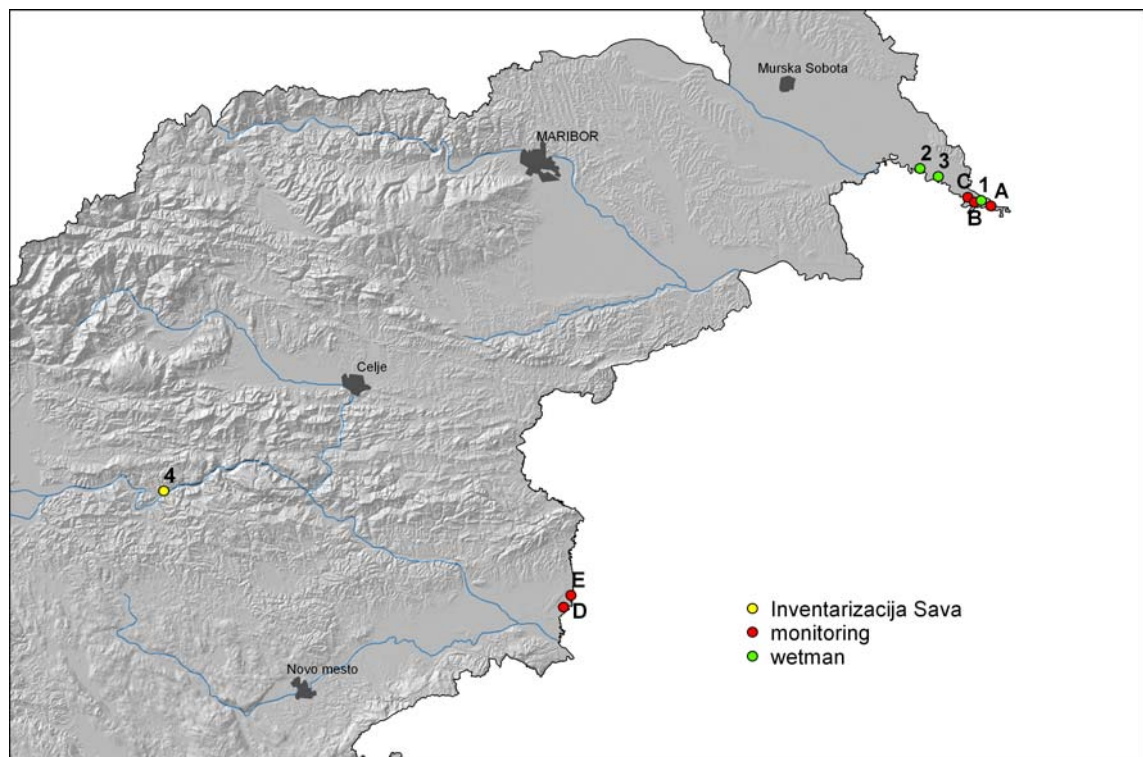 Murska Sobota
MARIBOR
2
3
C
1
A
B
Celje
4
E
D
Novo mesto
Inventarizacija Sava
monitoring
wetman